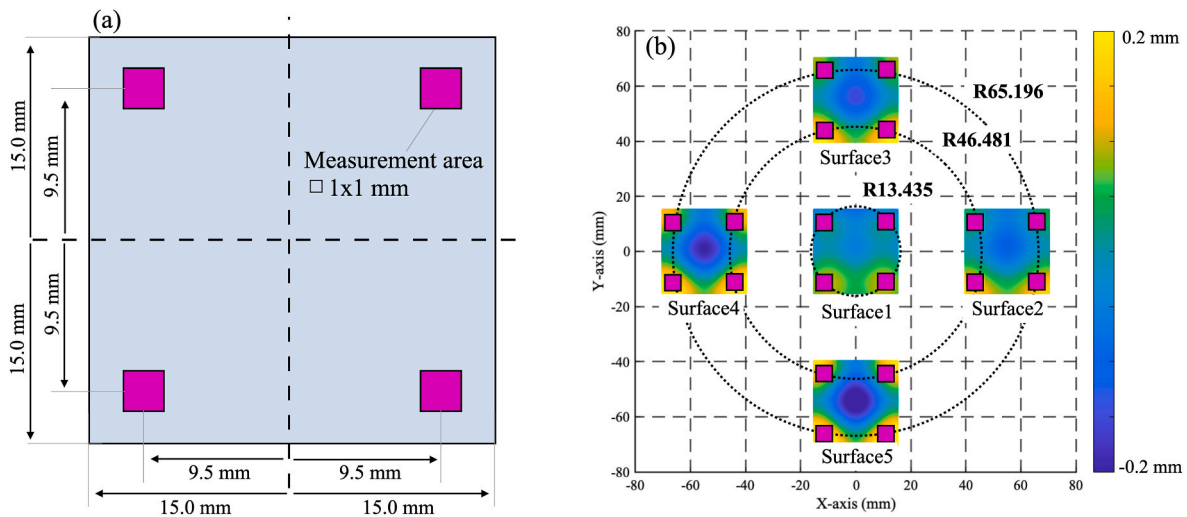 (a)
15.0 mm
9.5 mm
Measurement area
□ 1x1 mm
9.5 mm
15.0 mm
9.5 mm
9.5 mm
15.0 mm
15.0 mm
(b)
80
60
40
20
0
-20
-40
-60
-80
Y-axis (mm)
-80
-60
-40
-20
0
20
40
60
80
X-axis (mm)
R65.196
R46.481
R13.435
Surface3
Surface4
Surface1
Surface2
Surface5
0.2 mm
-0.2 mm